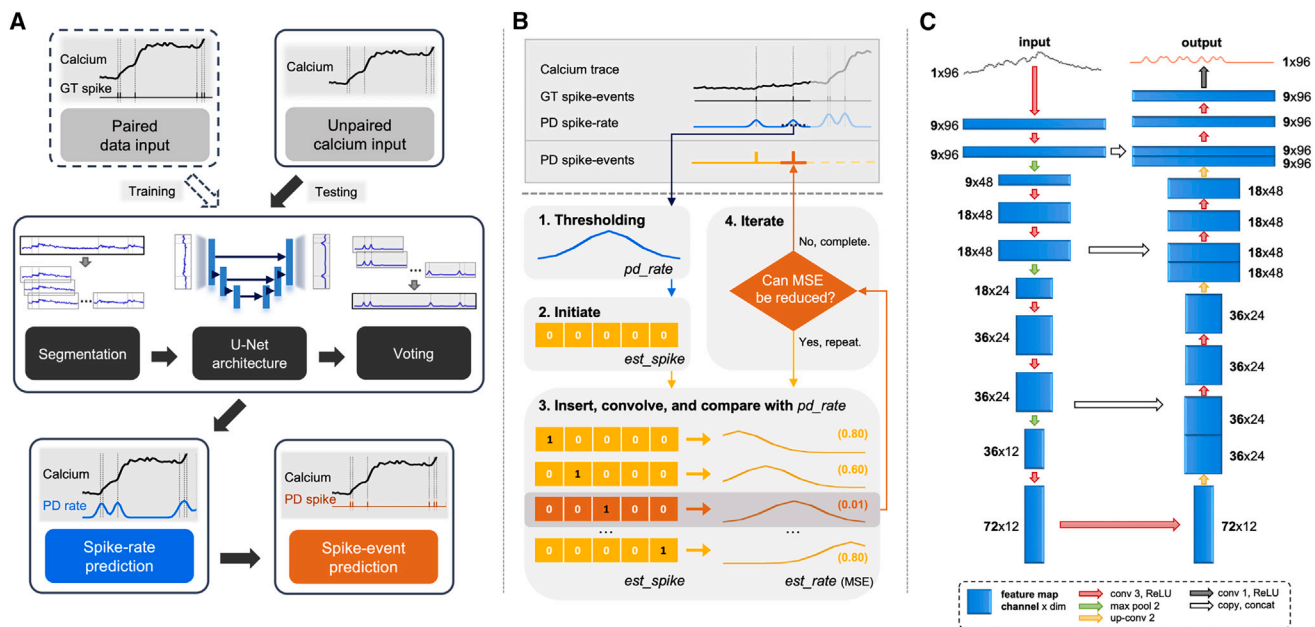 A
Calcium
GT spike
Paired
data input
Calcium
Unpaired
calcium input
Training
Testing
...
...
Segmentation
U-Net
architecture
Voting
Calcium
PD rate
Spike-rate
prediction
Calcium
PD spike
Spike-event
prediction
B
Calcium trace
GT spike-events
PD spike-rate
PD spike-events
1. Thresholding
pd_rate
2. Initiate
0 0 0 0 0
est_spike
4. Iterate
No, complete.
Can MSE
be reduced?
Yes, repeat.
3. Insert, convolve, and compare with pd_rate
1 0 0 0 0 (0.80)
0 1 0 0 0 (0.60)
0 0 1 0 0 (0.01)
... ...
0 0 0 0 1 (0.80)
est_spike est_rate (MSE)
C
input
1x96
9x96
9x96
9x48
18x48
18x48
18x24
36x24
36x24
36x12
72x12
output
1x96
9x96
9x96
9x96
9x96
18x48
18x48
18x48
18x48
36x24
36x24
36x24
36x24
72x12
feature map
channel x dim
conv 3, ReLU
max pool 2
up-conv 2
conv 1, ReLU
copy, concat